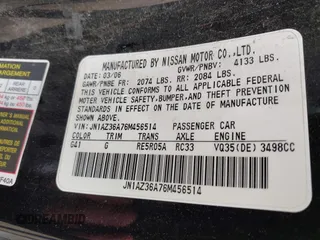 MANUFACTURED BY NISSAN MOTOR CO.,LTD.
DATE: 03/06 GVWR/PNBV: 4133 LBS.
GAWR/PNBE FR: 2074 LBS. RR: 2084 LBS.
THIS VEHICLE CONFORMS TO ALL APPLICABLE FEDERAL
MOTOR VEHICLE SAFETY,BUMPER,AND THEFT PREVENTION
STANDARDS IN EFFECT ON THE DATE OF MANUFACTURE
SHOWN ABOVE.
VIN: JN1AZ36A76M456514 PASSENGER CAR
COLOR TRIM TRANS AXLE ENGINE
G41 G RE5R05A RC33 VQ35(DE) 3498CC
JN1AZ36A76M456514
DREAMBID